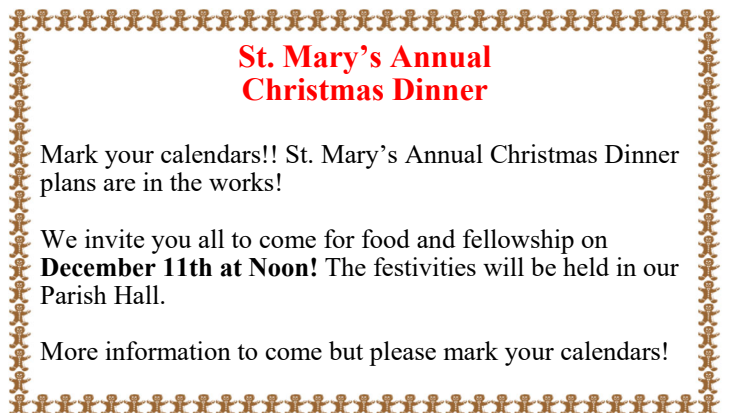 St. Mary’s Annual
Christmas Dinner
Mark your calendars!! St. Mary’s Annual Christmas Dinner
plans are in the works!
We invite you all to come for food and fellowship on
December 11th at Noon! The festivities will be held in our
Parish Hall.
More information to come but please mark your calendars!